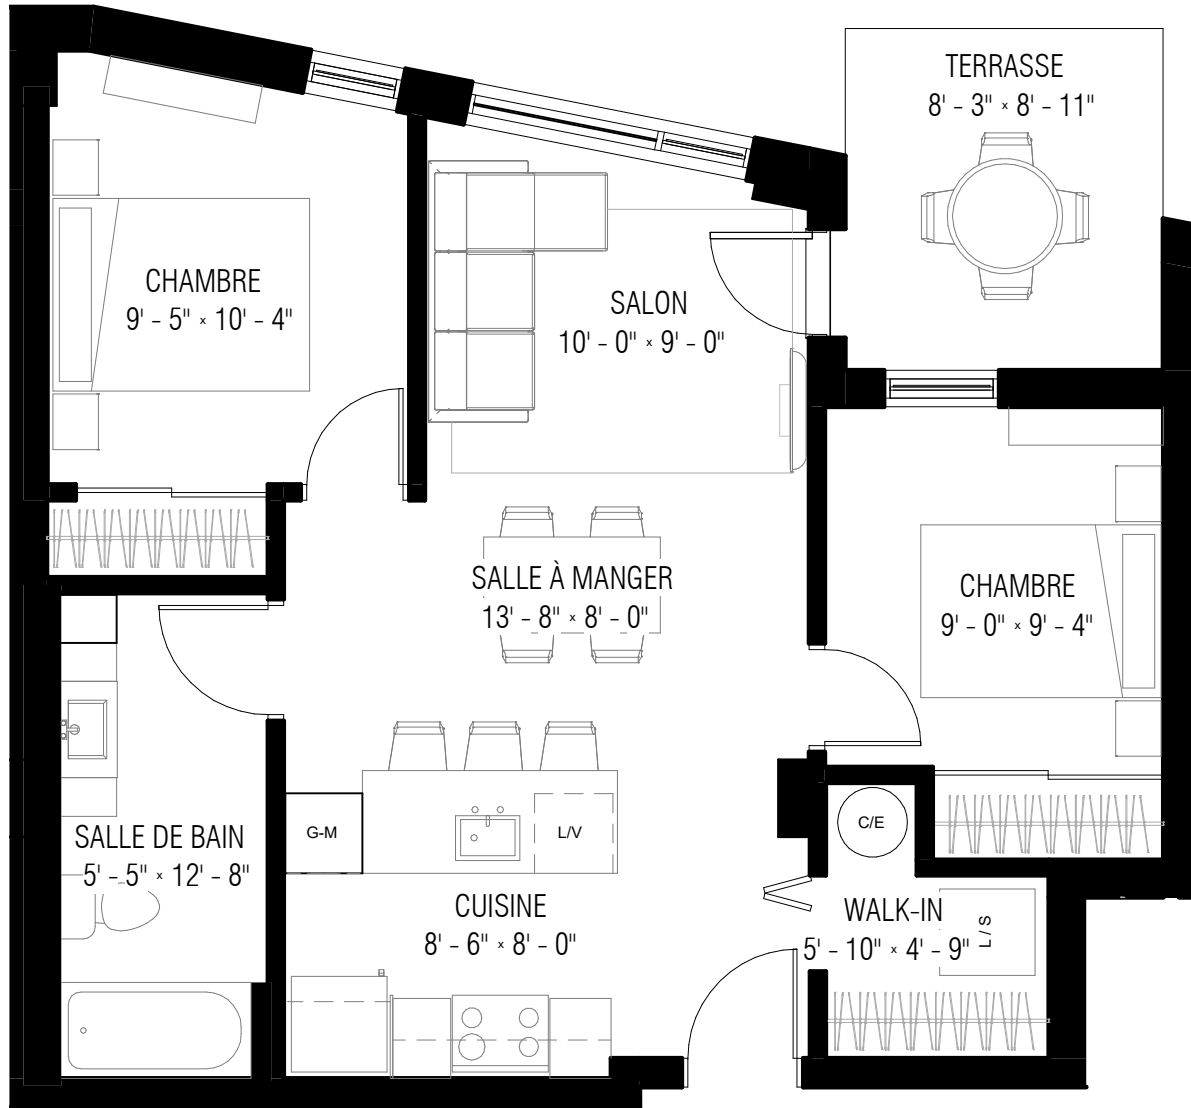 TERRASSE
8' - 3" x 8' - 11"
CHAMBRE
9' - 5" x 10' - 4"
SALON
10' - 0" x 9' - 0"
SALLE À MANGER
13' - 8" x 8' - 0"
CHAMBRE
9' - 0" x 9' - 4"
G-M
L/V
C/E
SALLE DE BAIN
5' - 5" x 12' - 8"
CUISINE
8' - 6" x 8' - 0"
WALK-IN
5' - 10" x 4' - 9"
L / S